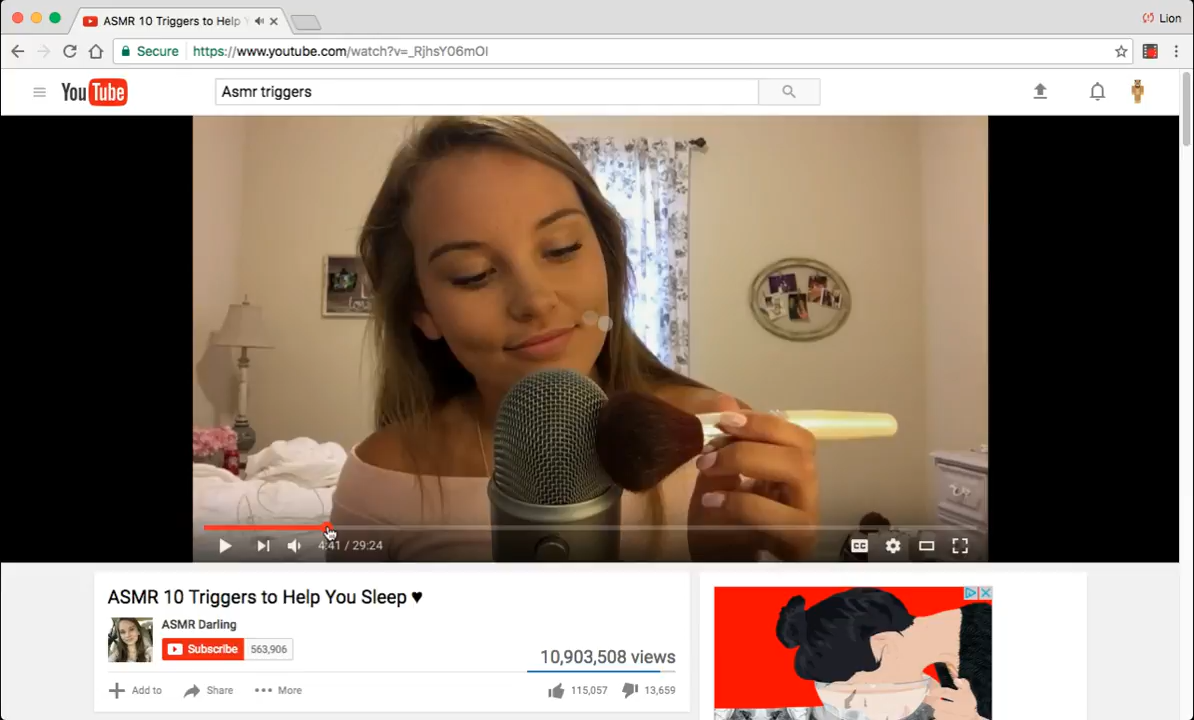 ASMR 10 Triggers to Help Y
Lion
Secure https://www.youtube.com/watch?v=_RjhsY06mOI
YouTube
Asmr triggers
4:41 / 29:24
CC
ASMR 10 Triggers to Help You Sleep ♥
ASMR Darling
Subscribe 563,906
10,903,508 views
Add to Share More 115,057 13,659